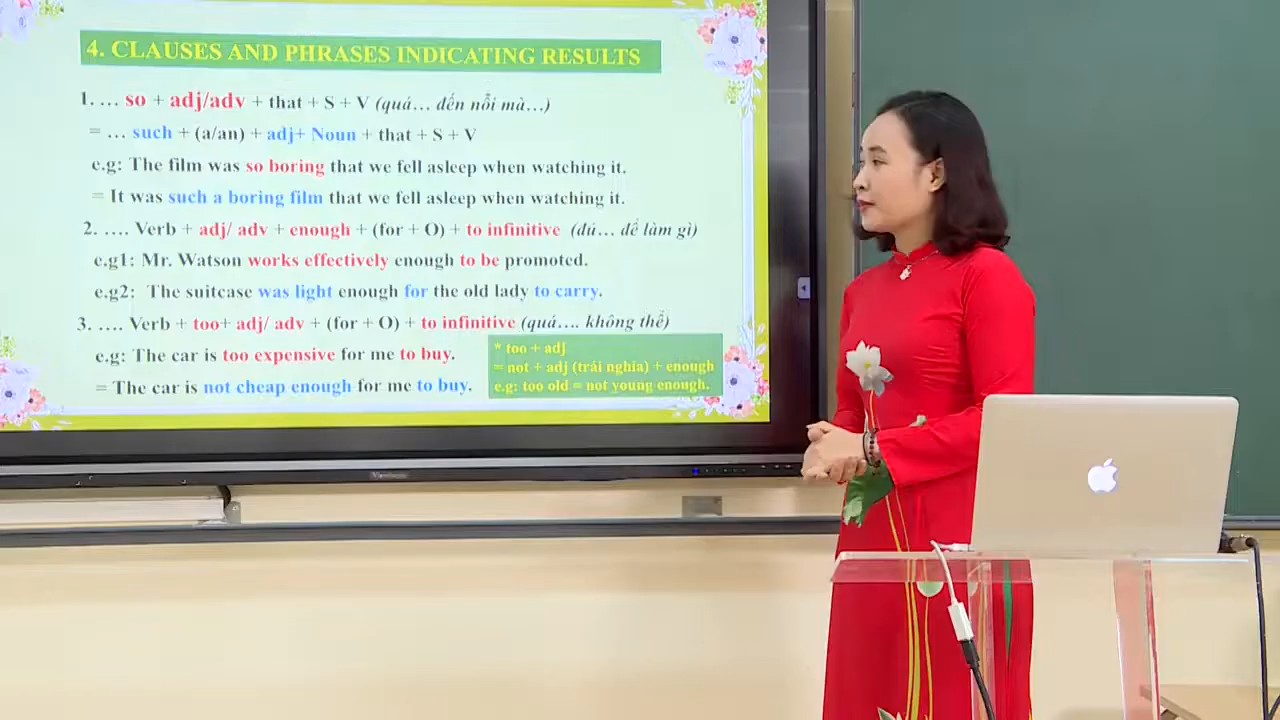 4. CLAUSES AND PHRASES INDICATING RESULTS
1. … so + adj/adv + that + S + V (quá… đến nỗi mà…)
= … such + (a/an) + adj+ Noun + that + S + V
e.g: The film was so boring that we fell asleep when watching it.
= It was such a boring film that we fell asleep when watching it.
2. …. Verb + adj/ adv + enough + (for + O) + to infinitive (đủ… để làm gì)
e.g1: Mr. Watson works effectively enough to be promoted.
e.g2: The suitcase was light enough for the old lady to carry.
3. …. Verb + too+ adj/ adv + (for + O) + to infinitive (quá…. không thể)
e.g: The car is too expensive for me to buy.
= The car is not cheap enough for me to buy.
* too + adj
= not + adj (trái nghĩa) + enough
e.g: too old = not young enough.
ViewSonic